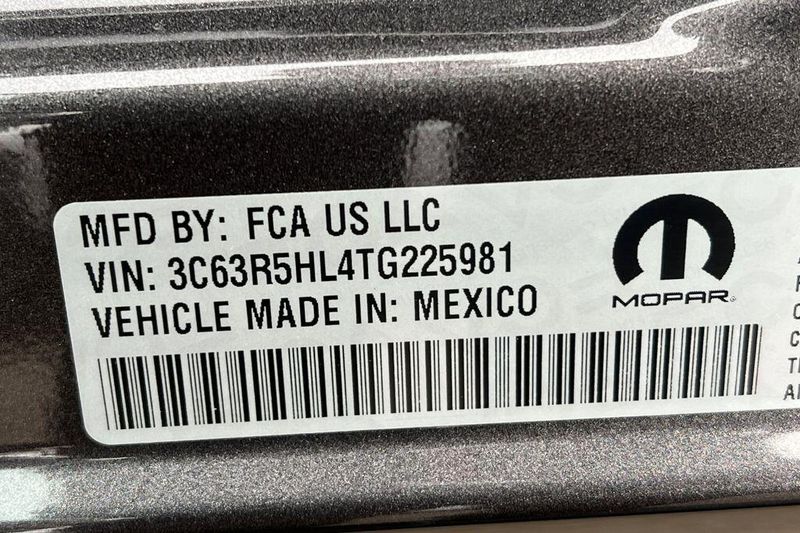 MFD BY: FCA US LLC
VIN: 3C63R5HL4TG225981
VEHICLE MADE IN: MEXICO
MOPAR